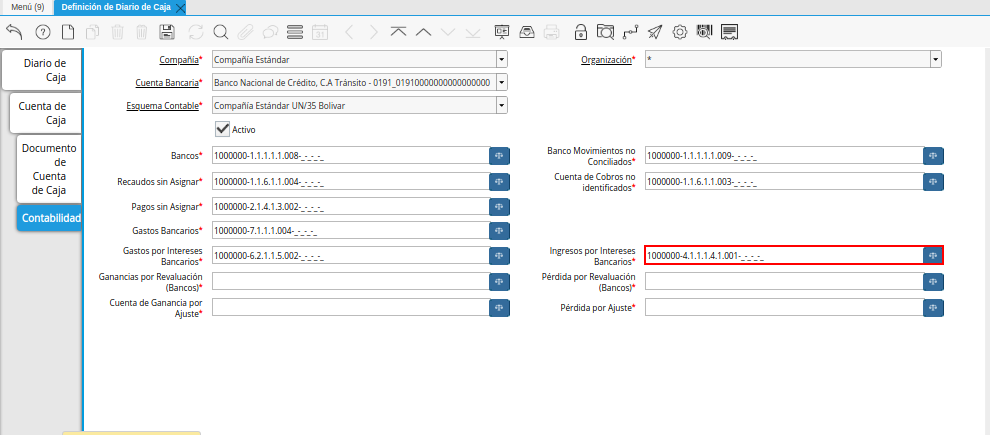 Menú (9)
Definición de Diario de Caja
Compañía* Compañía Estándar
Organización* *
Cuenta Bancaria* Banco Nacional de Crédito, C.A Tránsito - 0191_01910000000000000000
Esquema Contable* Compañía Estándar UN/35 Bolivar
Activo
Diario de
Caja
Cuenta de
Caja
Documento
de
Cuenta
de Caja
Contabilidad
Bancos* 1000000-1.1.1.1.1.008-_-_-_-_
Banco Movimientos no
Conciliados* 1000000-1.1.1.1.1.009-_-_-_-_
Recaudos sin Asignar* 1000000-1.1.6.1.1.004-_-_-_-_
Cuenta de Cobros no
identificados* 1000000-1.1.6.1.1.003-_-_-_-_
Pagos sin Asignar* 1000000-2.1.4.1.3.002-_-_-_-_
Gastos Bancarios* 1000000-7.1.1.1.004-_-_-_-_
Gastos por Intereses
Bancarios* 1000000-6.2.1.1.5.002-_-_-_-_
Ingresos por Intereses
Bancarios* 1000000-4.1.1.1.4.1.001-_-_-_-_
Ganancias por Revaluación
(Bancos)*
Pérdida por Revaluación
(Bancos)*
Cuenta de Ganancia por
Ajuste*
Pérdida por Ajuste*